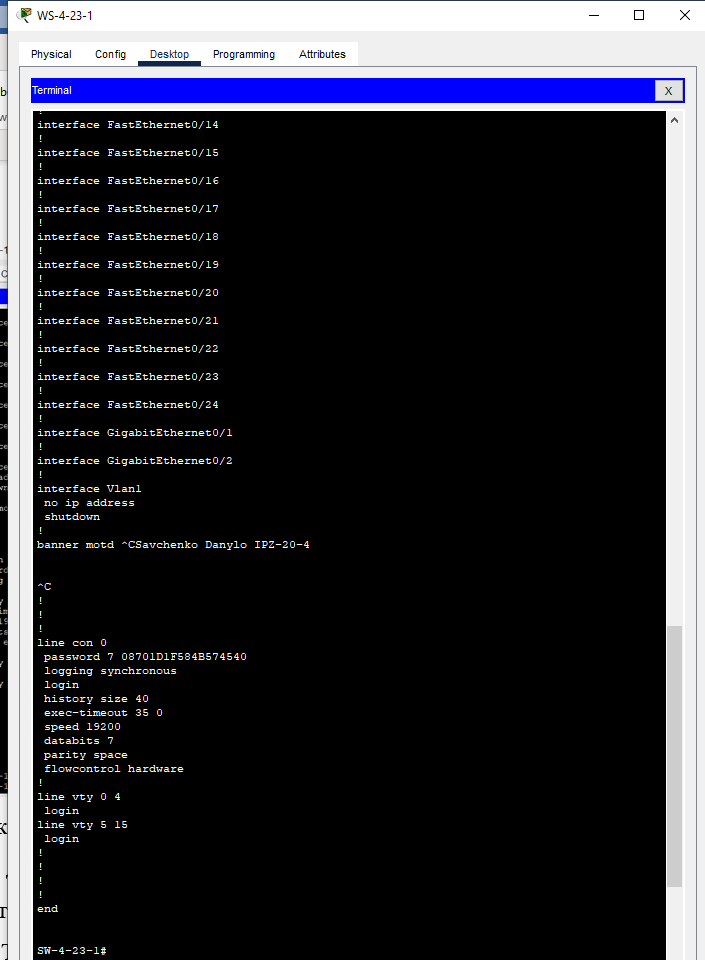 WS-4-23-1
Physical Config Desktop Programming Attributes
Terminal X
!
interface FastEthernet0/14
!
interface FastEthernet0/15
!
interface FastEthernet0/16
!
interface FastEthernet0/17
!
interface FastEthernet0/18
!
interface FastEthernet0/19
!
interface FastEthernet0/20
!
interface FastEthernet0/21
!
interface FastEthernet0/22
!
interface FastEthernet0/23
!
interface FastEthernet0/24
!
interface GigabitEthernet0/1
!
interface GigabitEthernet0/2
!
interface Vlan1
 no ip address
 shutdown
!
banner motd ^CSavchenko Danylo IPZ-20-4
^C
!
!
!
line con 0
 password 7 08701D1F584B574540
 logging synchronous
 login
 history size 40
 exec-timeout 35 0
 speed 19200
 databits 7
 parity space
 flowcontrol hardware
!
line vty 0 4
 login
line vty 5 15
 login
!
!
!
!
end
SW-4-23-1#